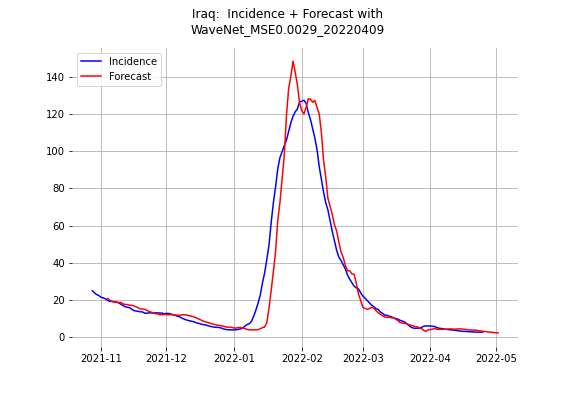 Iraq:  Incidence + Forecast with
WaveNet_MSE0.0029_20220409
Incidence
Forecast
140
120
100
80
60
40
20
0
2021-11 2021-12 2022-01 2022-02 2022-03 2022-04 2022-05